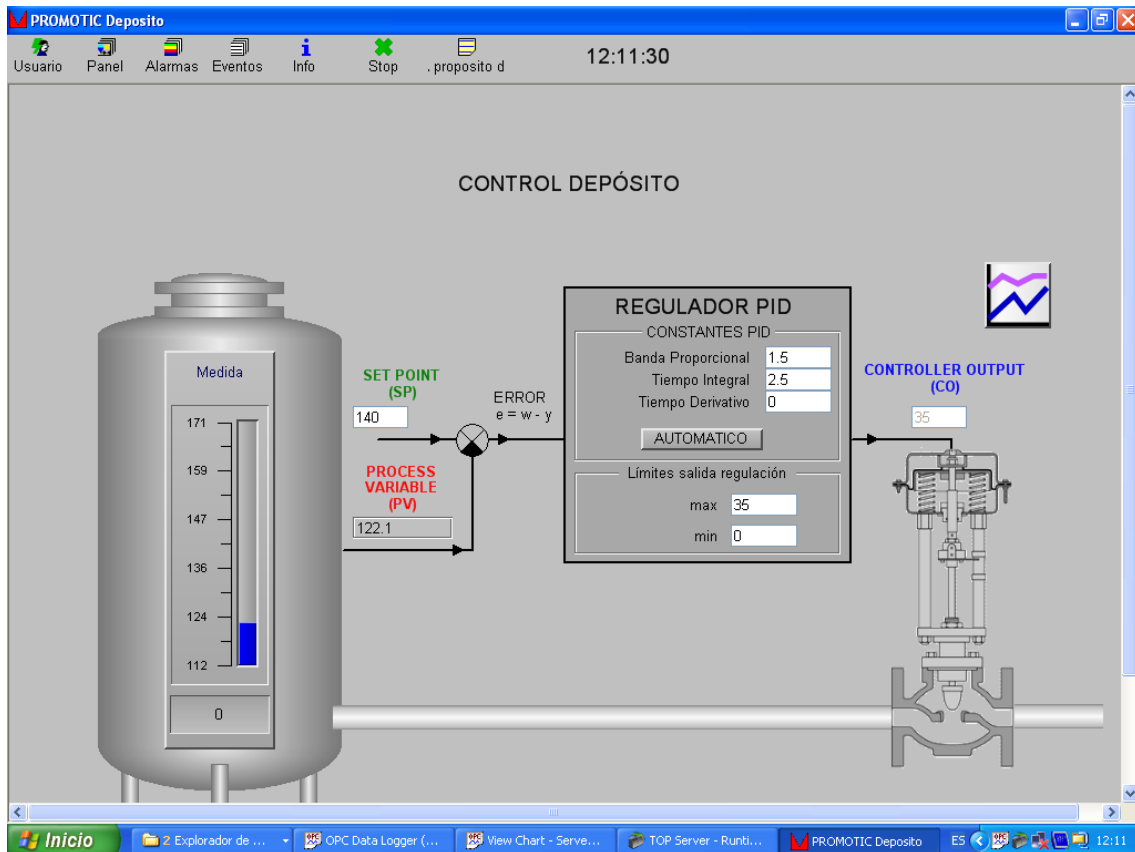 PROMOTIC Deposito
Usuario Panel Alarmas Eventos Info Stop . proposito d 12:11:30
CONTROL DEPÓSITO
Medida
171
159
147
136
124
112
0
SET POINT
(SP)
140
PROCESS
VARIABLE
(PV)
122.1
ERROR
e = w - y
REGULADOR PID
CONSTANTES PID
Banda Proporcional 1.5
Tiempo Integral 2.5
Tiempo Derivativo 0
AUTOMATICO
Límites salida regulación
max 35
min 0
CONTROLLER OUTPUT
(CO)
35
Inicio 2 Explorador de ... OPC Data Logger (... View Chart - Serve... TOP Server - Runti... PROMOTIC Deposito ES 12:11